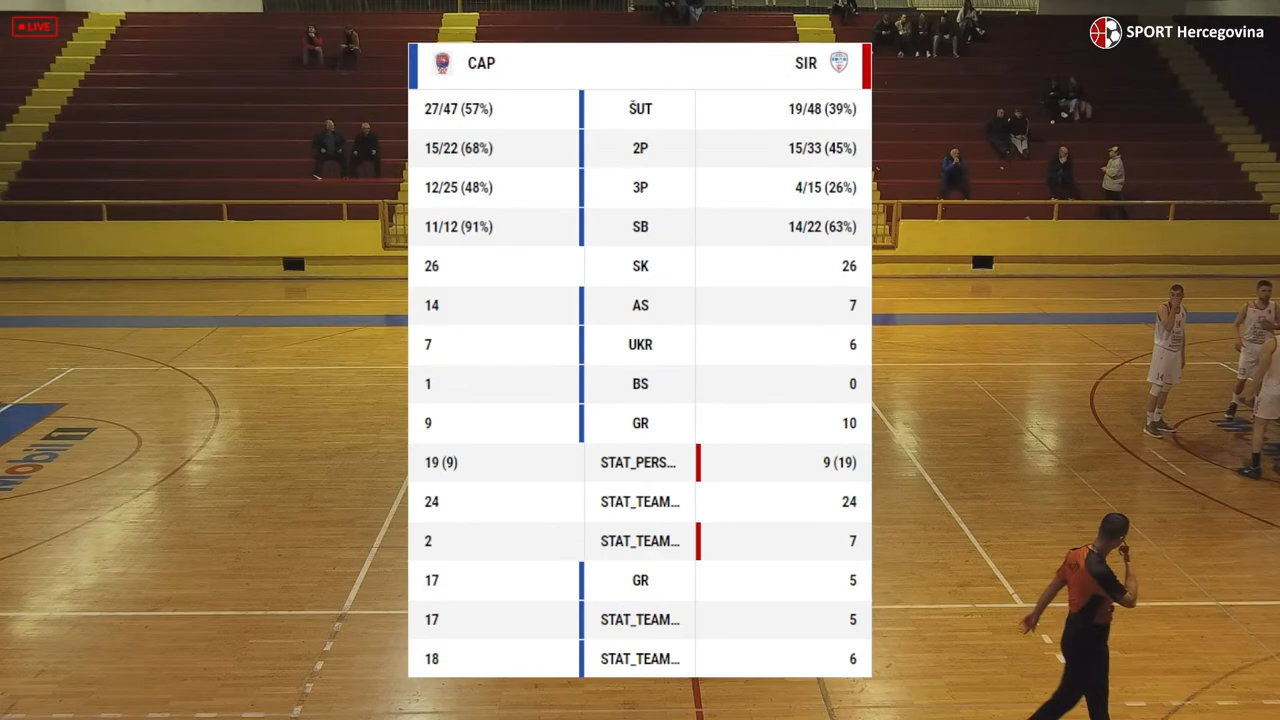 LIVE
SPORT Hercegovina
CAP SIR
27/47 (57%) ŠUT 19/48 (39%)
15/22 (68%) 2P 15/33 (45%)
12/25 (48%) 3P 4/15 (26%)
11/12 (91%) SB 14/22 (63%)
26 SK 26
14 AS 7
7 UKR 6
1 BS 0
9 GR 10
19 (9) STAT_PERS... 9 (19)
24 STAT_TEAM... 24
2 STAT_TEAM... 7
17 GR 5
17 STAT_TEAM... 5
18 STAT_TEAM... 6
Mobil 1
14